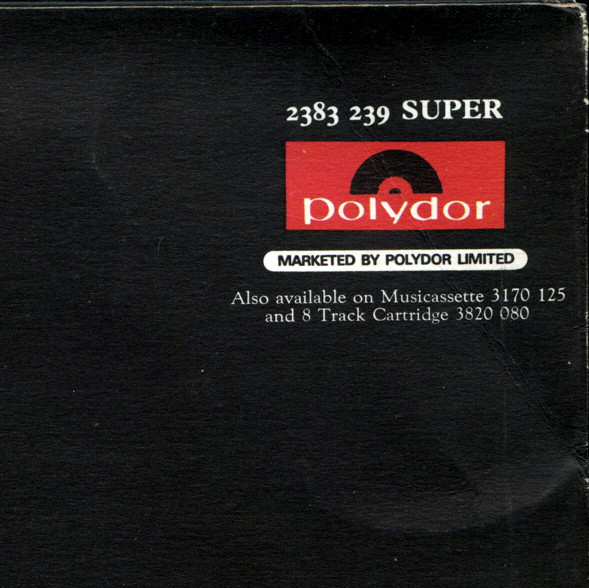 2383 239 SUPER
polydor
MARKETED BY POLYDOR LIMITED
Also available on Musicassette 3170 125
and 8 Track Cartridge 3820 080